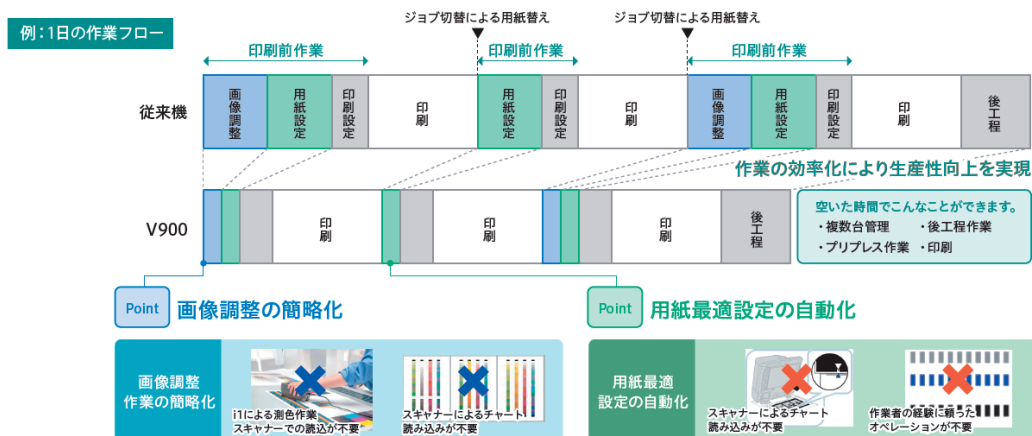 例：1日の作業フロー
ジョブ切替による用紙替え
ジョブ切替による用紙替え
印刷前作業
印刷前作業
印刷前作業
従来機
画像調整
用紙設定
印刷設定
印刷
用紙設定
印刷設定
印刷
画像調整
用紙設定
印刷設定
印刷
後工程
作業の効率化により生産性向上を実現
V900
印刷
印刷
印刷
後工程
空いた時間でこんなことができます。
・複数台管理 ・後工程作業
・プリプレス作業 ・印刷
Point 画像調整の簡略化
Point 用紙最適設定の自動化
画像調整
作業の簡略化
i1による測色作業
スキャナーでの読込が不要
スキャナーによるチャート
読み込みが不要
用紙最適
設定の自動化
スキャナーによるチャート
読み込みが不要
作業者の経験に頼った
オペレーションが不要